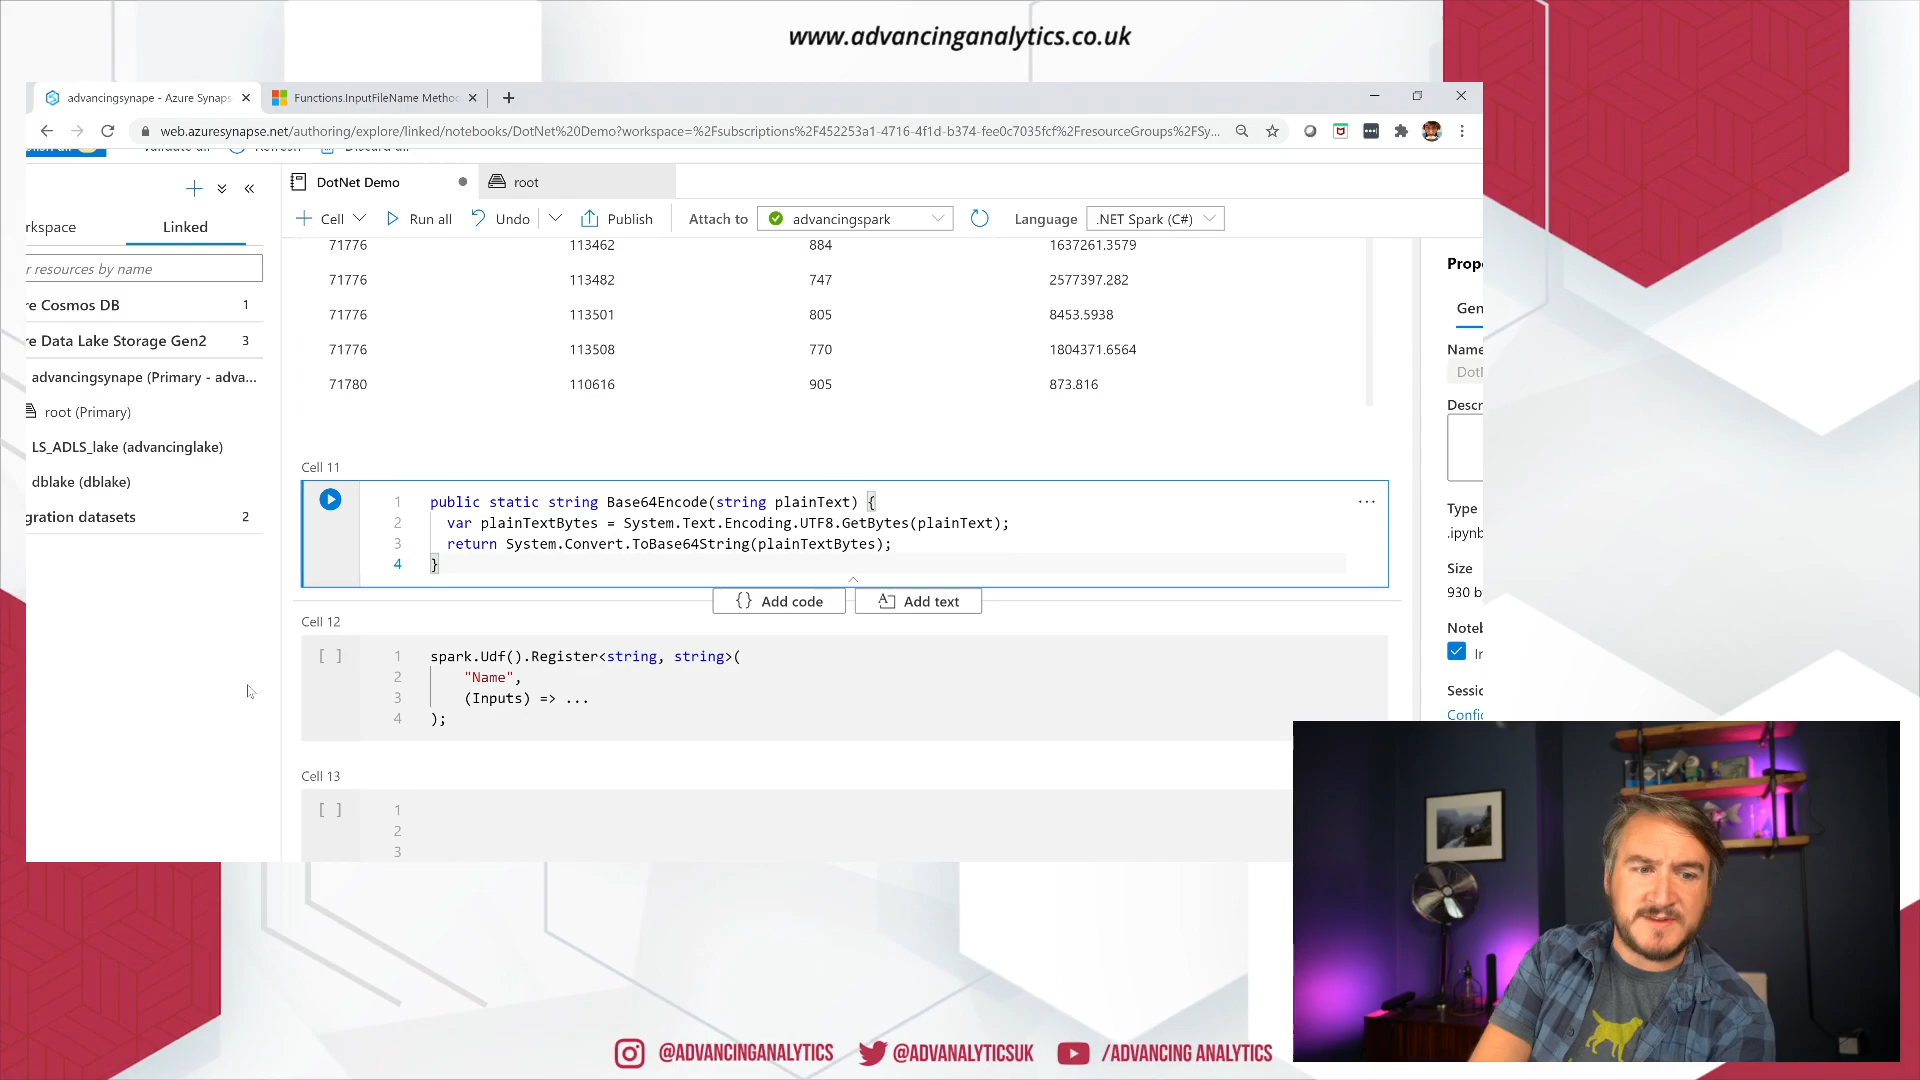 www.advancinganalytics.co.uk
advancingsynape - Azure Synaps
Functions.InputFileName Metho
web.azuresynapse.net/authoring/explore/linked/notebooks/DotNet%20Demo?workspace=%2Fsubscriptions%2F452253a1-4716-4f1d-b374-fee0c7035fcf%2FresourceGroups%2FSy...
DotNet Demo
root
Cell
Run all
Undo
Publish
Attach to
advancingspark
Language
.NET Spark (C#)
rkspace
Linked
r resources by name
re Cosmos DB 1
re Data Lake Storage Gen2 3
advancingsynape (Primary - adva...
root (Primary)
LS_ADLS_lake (advancinglake)
dblake (dblake)
gration datasets 2
71776 113462 884 1637261.3579
71776 113482 747 2577397.282
71776 113501 805 8453.5938
71776 113508 770 1804371.6564
71780 110616 905 873.816
Cell 11
1 public static string Base64Encode(string plainText) {
2 var plainTextBytes = System.Text.Encoding.UTF8.GetBytes(plainText);
3 return System.Convert.ToBase64String(plainTextBytes);
4 }
{} Add code
Add text
Cell 12
[ ] 1 spark.Udf().Register<string, string>(
2 "Name",
3 (Inputs) => ...
4 );
Cell 13
[ ] 1
2
3
Prop
Gen
Name
Dot
Descr
Type
.ipynb
Size
930 b
Noteb
In
Sessi
Confi
@ADVANCINGANALYTICS
@ADVANALYTICSUK
/ADVANCING ANALYTICS